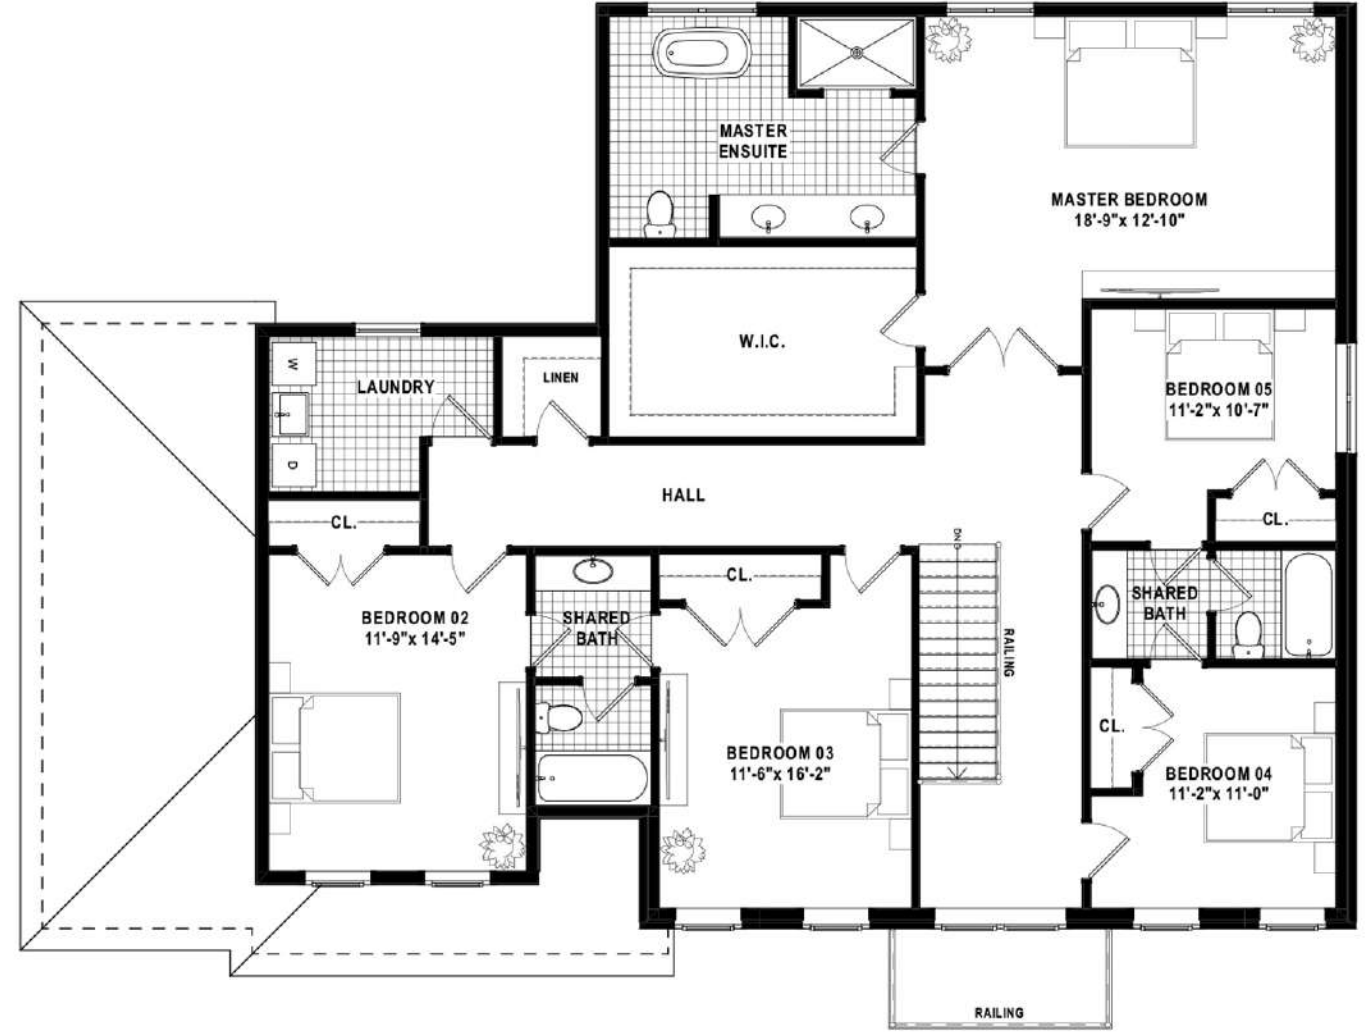 MASTER
ENSUITE
MASTER BEDROOM
18'-9"x 12'-10"
W.I.C.
W
LAUNDRY
LINEN
D
BEDROOM 05
11'-2"x 10'-7"
HALL
CL.
CL.
DN
CL.
SHARED
BATH
BEDROOM 02
11'-9"x 14'-5"
SHARED
BATH
RAILING
CL.
BEDROOM 03
11'-6"x 16'-2"
BEDROOM 04
11'-2"x 11'-0"
RAILING